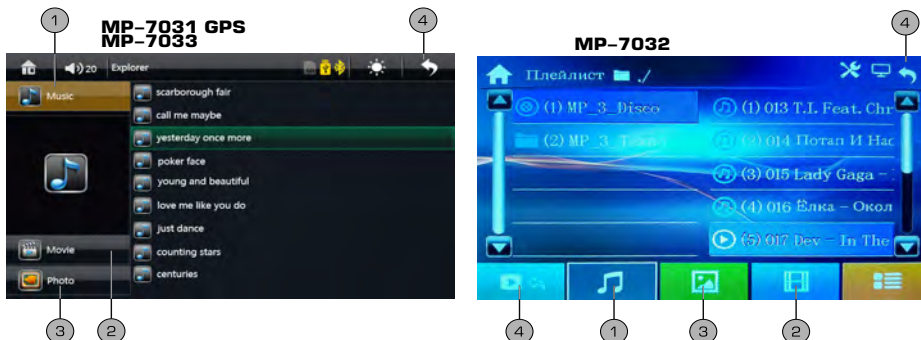 1
MP-7031 GPS
MP-7033
4
20 Explorer
Music
scarborough fair
call me maybe
yesterday once more
poker face
young and beautiful
love me like you do
just dance
counting stars
centuries
Movie
Photo
3
2
MP-7032
4
Плейлист ./
(1) MP_3_Disco
(2) MP_3_
(1) 013 T.I. Feat. Chr
014 Потап И Нас
(3) 015 Lady Gaga -
(4) 016 Ёлка - Окол
(5) 017 Dev - In The
4
1
3
2